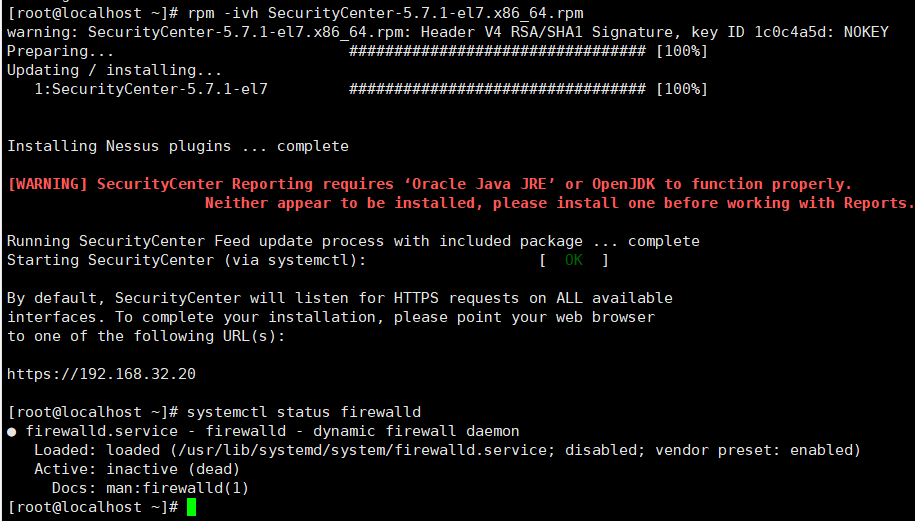 [root@localhost ~]# rpm -ivh SecurityCenter-5.7.1-el7.x86_64.rpm
warning: SecurityCenter-5.7.1-el7.x86_64.rpm: Header V4 RSA/SHA1 Signature, key ID 1c0c4a5d: NOKEY
Preparing...                          ################################# [100%]
Updating / installing...
   1:SecurityCenter-5.7.1-el7         ################################# [100%]
Installing Nessus plugins ... complete
[WARNING] SecurityCenter Reporting requires ‘Oracle Java JRE’ or OpenJDK to function properly.
                      Neither appear to be installed, please install one before working with Reports.
Running SecurityCenter Feed update process with included package ... complete
Starting SecurityCenter (via systemctl):                   [  OK  ]
By default, SecurityCenter will listen for HTTPS requests on ALL available
interfaces. To complete your installation, please point your web browser
to one of the following URL(s):
https://192.168.32.20
[root@localhost ~]# systemctl status firewalld
● firewalld.service - firewalld - dynamic firewall daemon
   Loaded: loaded (/usr/lib/systemd/system/firewalld.service; disabled; vendor preset: enabled)
   Active: inactive (dead)
     Docs: man:firewalld(1)
[root@localhost ~]#